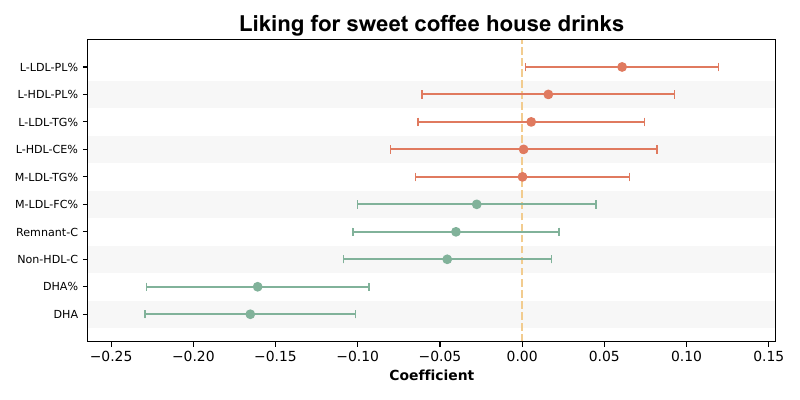 Liking for sweet coffee house drinks
L-LDL-PL%
L-HDL-PL%
L-LDL-TG%
L-HDL-CE%
M-LDL-TG%
M-LDL-FC%
Remnant-C
Non-HDL-C
DHA%
DHA
−0.25 −0.20 −0.15 −0.10 −0.05 0.00 0.05 0.10 0.15
Coefficient